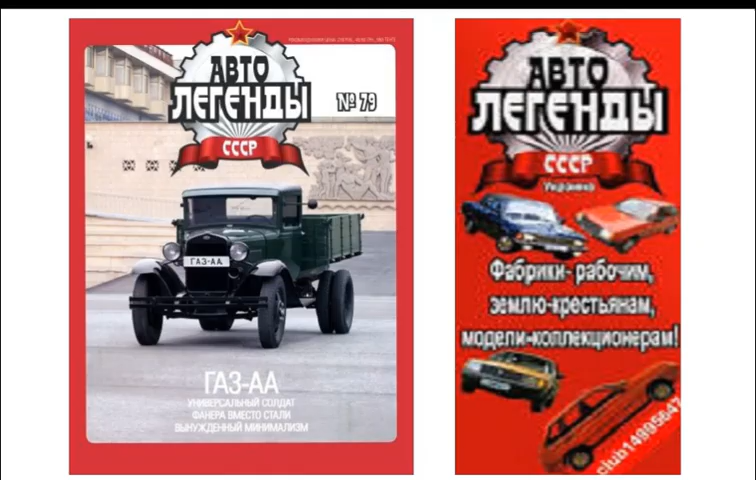 АВТО
ЛЕГЕНДЫ
СССР
№ 79
ГАЗ-АА
ГАЗ-АА
УНИВЕРСАЛЬНЫЙ СОЛДАТ
ФАНЕРА ВМЕСТО СТАЛИ
ВЫНУЖДЕННЫЙ МИНИМАЛИЗМ
АВТО
ЛЕГЕНДЫ
СССР
Украина
Фабрики-рабочим,
землю-крестьянам,
модели-коллекционерам!
club14995647